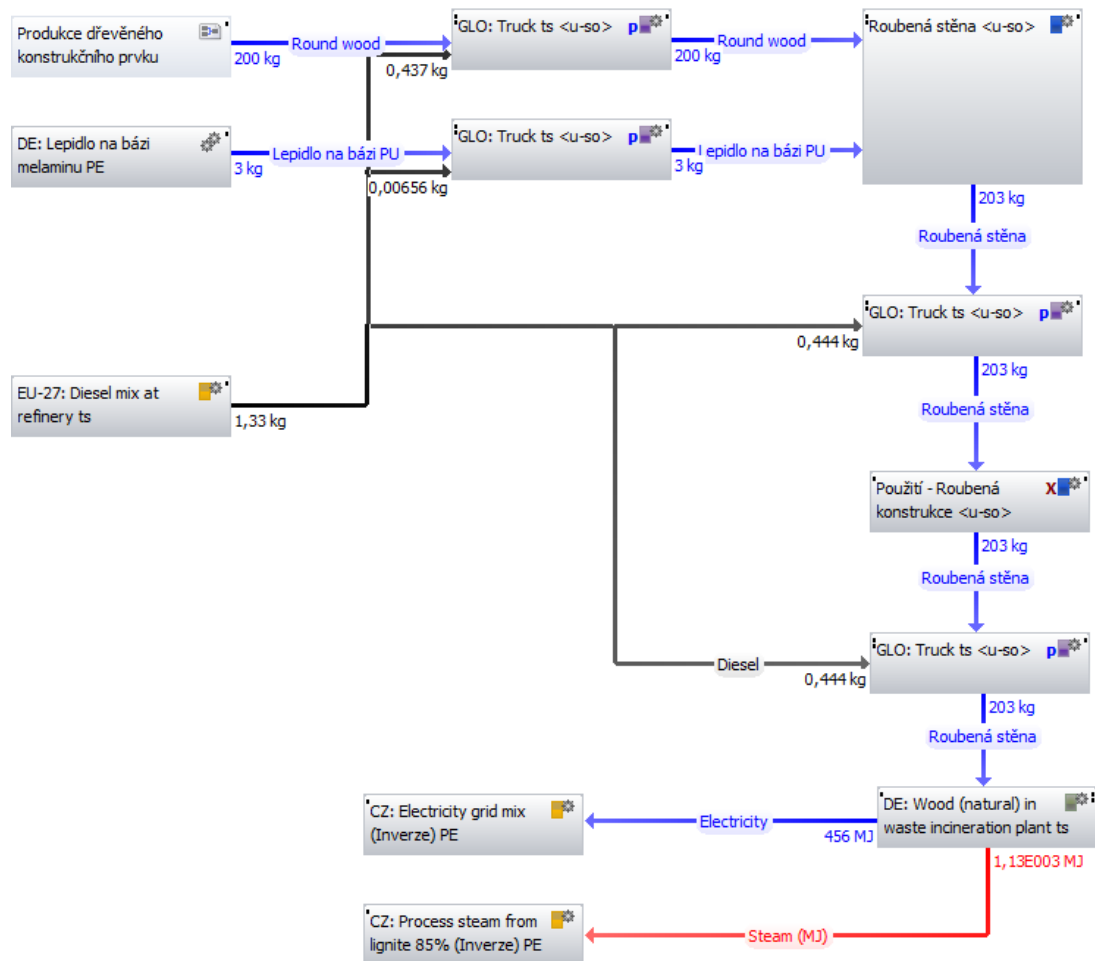 Produkce dřevěného
konstrukčního prvku
Round wood
200 kg
GLO: Truck ts <u-so> p
0,437 kg
Round wood
200 kg
Roubená stěna <u-so>
DE: Lepidlo na bázi
melaminu PE
Lepidlo na bázi PU
3 kg
GLO: Truck ts <u-so> p
0,00656 kg
Lepidlo na bázi PU
3 kg
203 kg
Roubená stěna
GLO: Truck ts <u-so> p
0,444 kg
203 kg
EU-27: Diesel mix at
refinery ts
1,33 kg
Roubená stěna
Použití - Roubená X
konstrukce <u-so>
203 kg
Roubená stěna
GLO: Truck ts <u-so> p
Diesel
0,444 kg
203 kg
Roubená stěna
CZ: Electricity grid mix
(Inverze) PE
Electricity
456 MJ
DE: Wood (natural) in
waste incineration plant ts
1,13E003 MJ
CZ: Process steam from
lignite 85% (Inverze) PE
Steam (MJ)